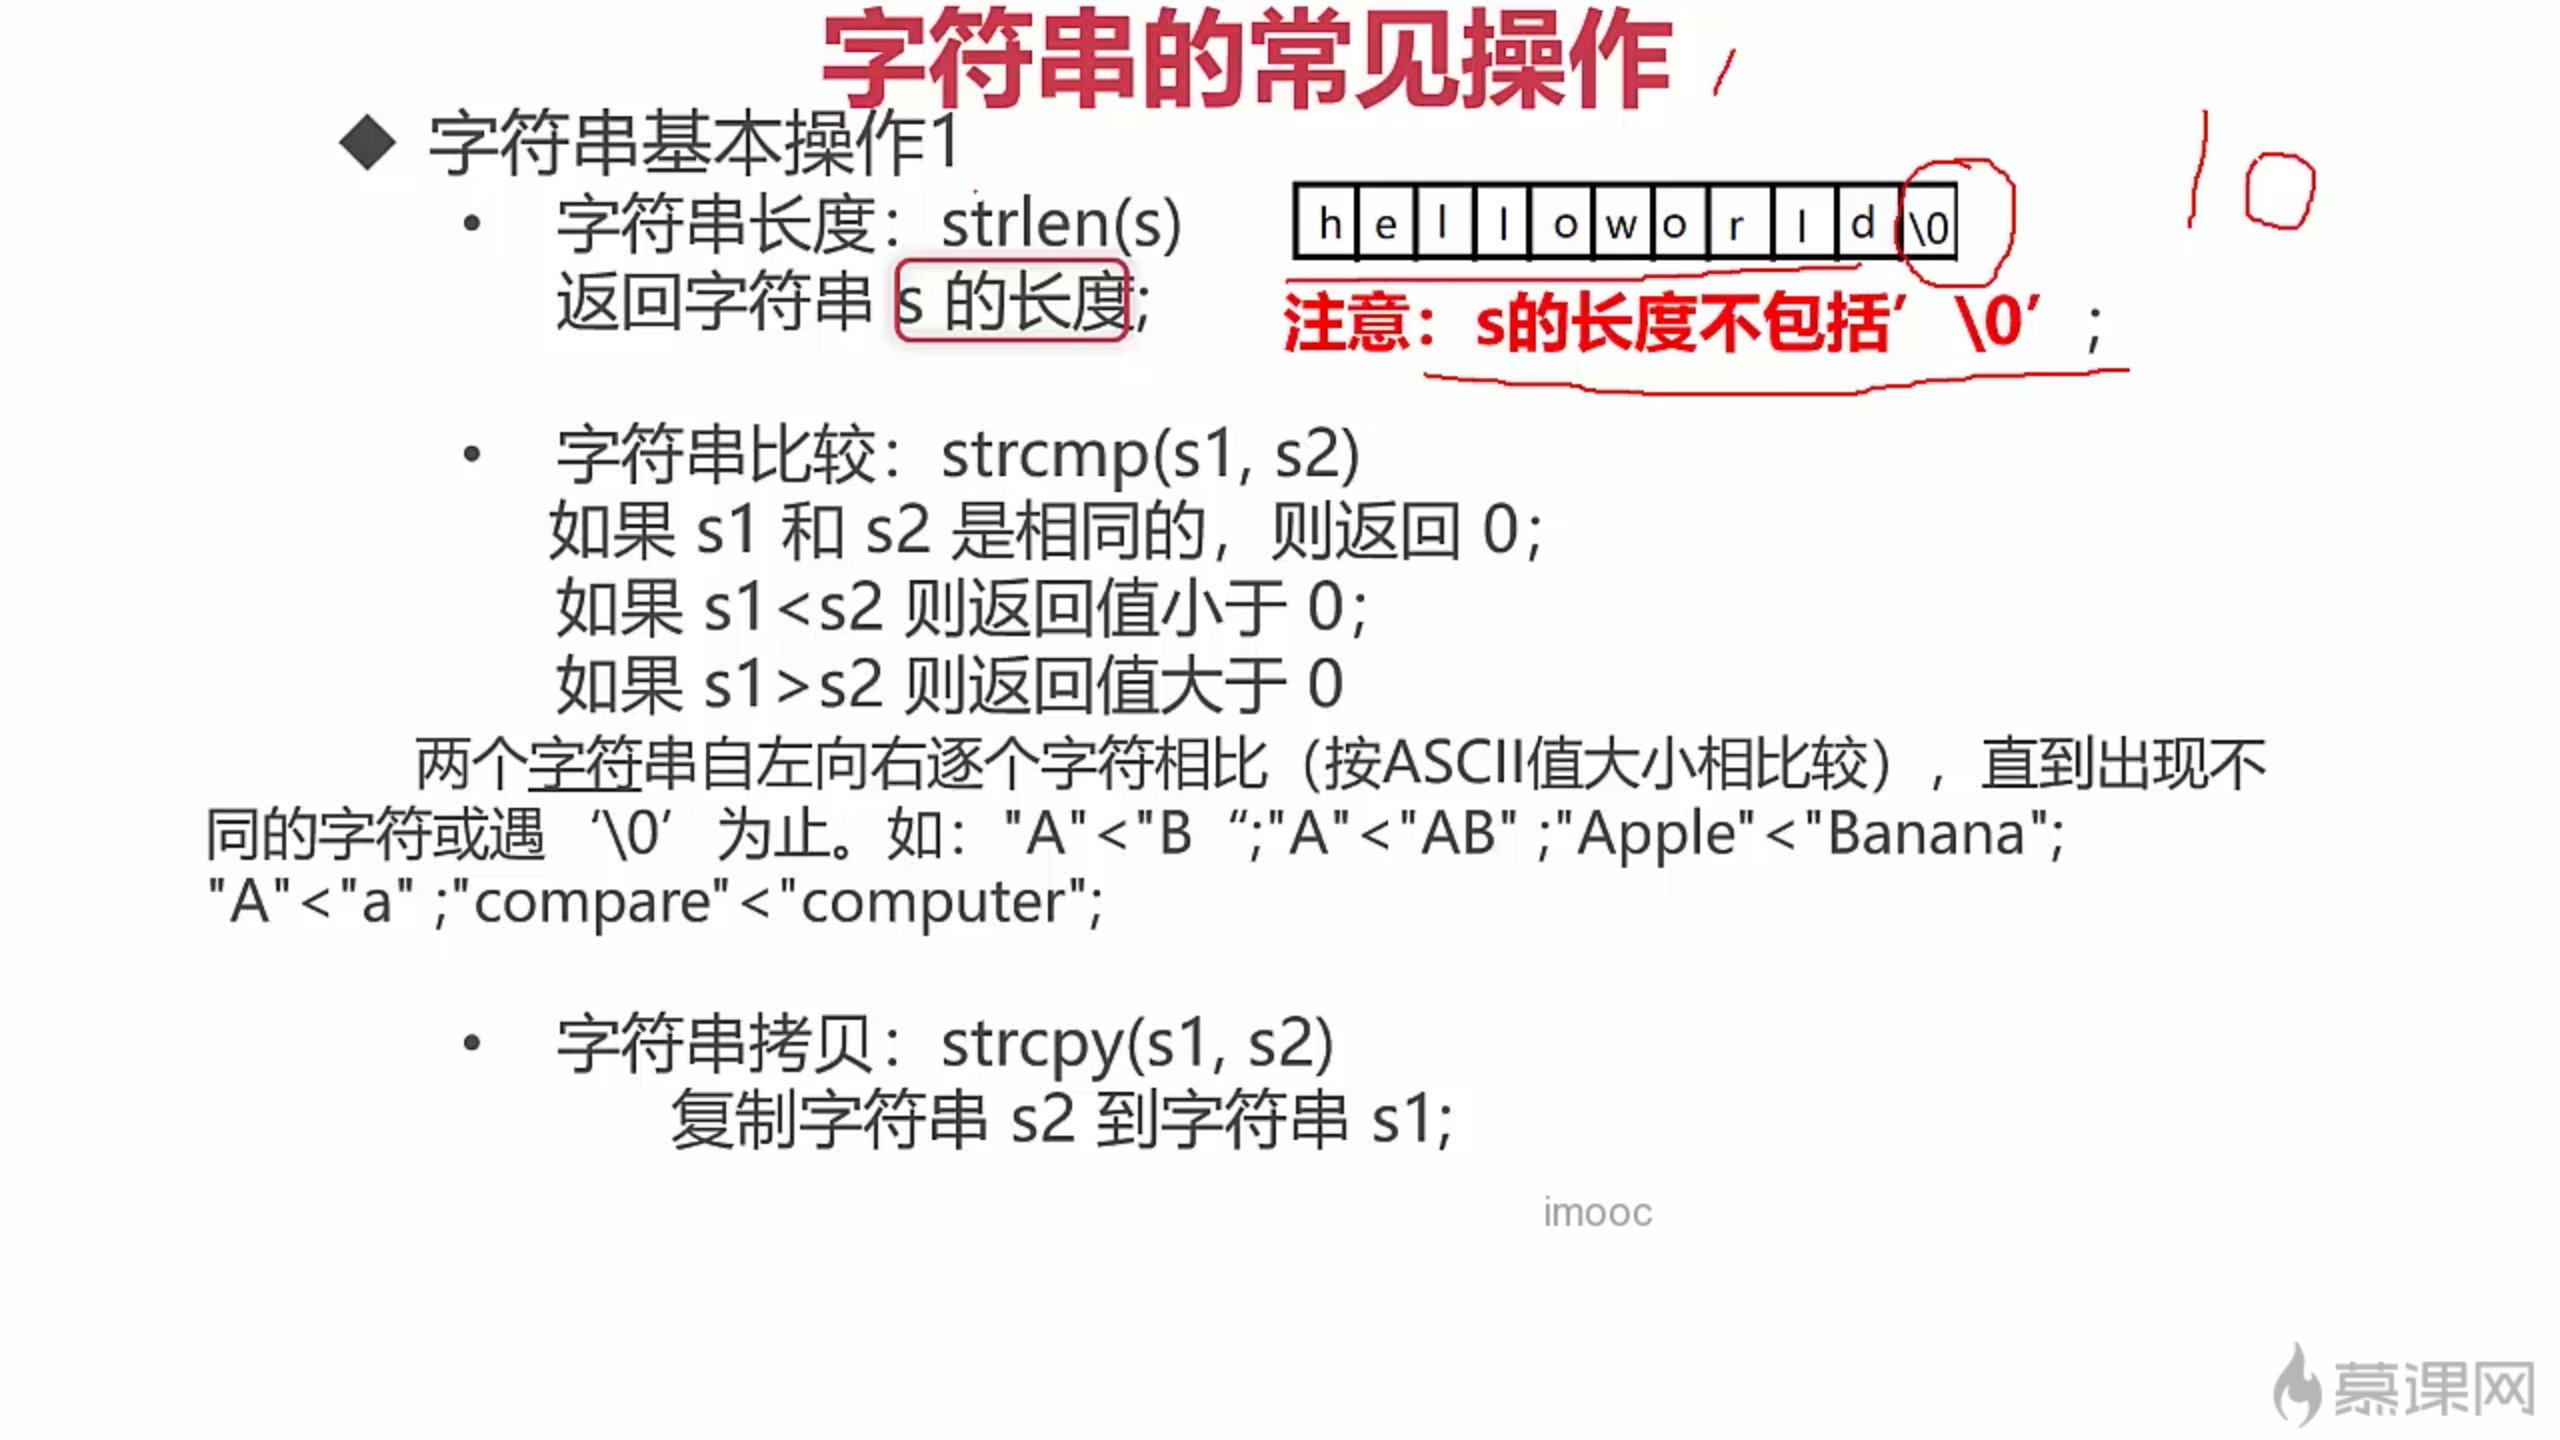 字符串的常见操作
◆ 字符串基本操作1
• 字符串长度：strlen(s)
返回字符串 s 的长度;
h e l l o w o r l d \0
10
注意：s的长度不包括’\0’;
• 字符串比较：strcmp(s1, s2)
如果 s1 和 s2 是相同的，则返回 0；
如果 s1<s2 则返回值小于 0；
如果 s1>s2 则返回值大于 0
两个字符串自左向右逐个字符相比（按ASCII值大小相比较），直到出现不
同的字符或遇‘\0’为止。如："A"<"B“;"A"<"AB" ;"Apple"<"Banana";
"A"<"a" ;"compare"<"computer";
• 字符串拷贝：strcpy(s1, s2)
复制字符串 s2 到字符串 s1;
imooc
慕课网